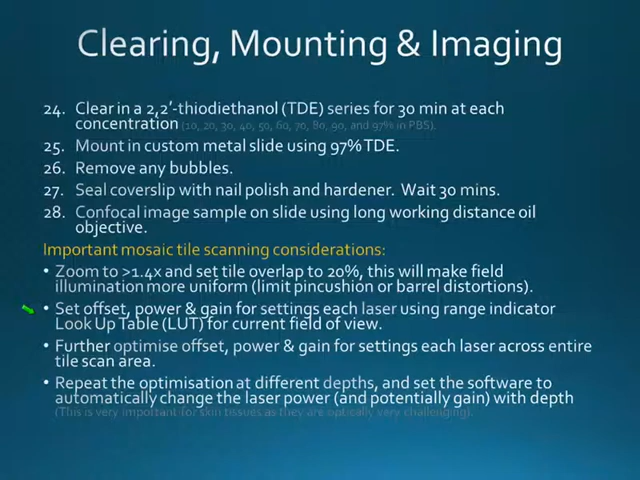 Clearing, Mounting & Imaging
24. Clear in a 2,2’-thiodiethanol (TDE) series for 30 min at each
concentration (10, 20, 30, 40, 50, 60, 70, 80, 90, and 97% in PBS).
25. Mount in custom metal slide using 97% TDE.
26. Remove any bubbles.
27. Seal coverslip with nail polish and hardener. Wait 30 mins.
28. Confocal image sample on slide using long working distance oil
objective.
Important mosaic tile scanning considerations:
• Zoom to >1.4x and set tile overlap to 20%, this will make field
illumination more uniform (limit pincushion or barrel distortions).
• Set offset, power & gain for settings each laser using range indicator
Look Up Table (LUT) for current field of view.
• Further optimise offset, power & gain for settings each laser across entire
tile scan area.
• Repeat the optimisation at different depths, and set the software to
automatically change the laser power (and potentially gain) with depth
(This is very important for skin tissues as they are optically very challenging).